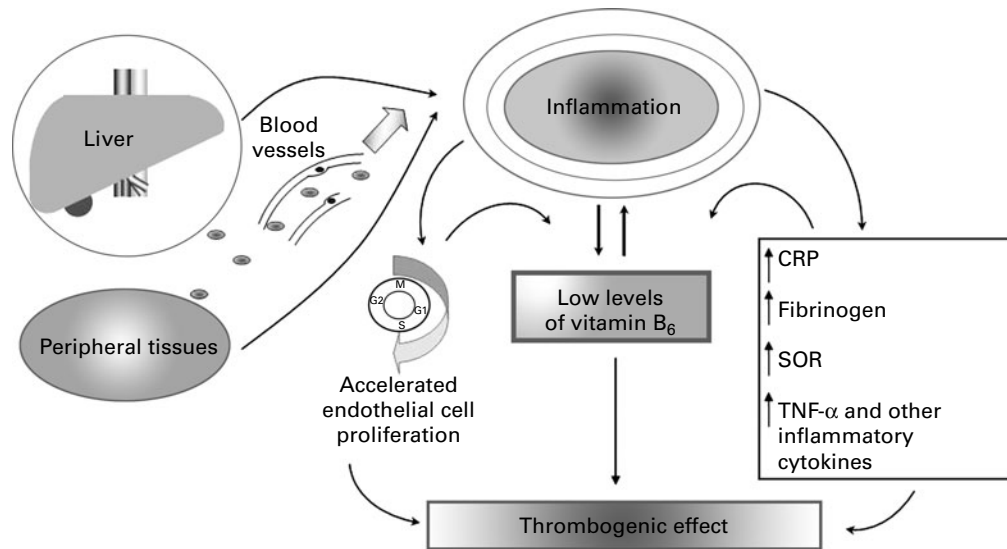 Liver
Blood
vessels
Inflammation
Peripheral tissues
M
G2
G1
S
Accelerated
endothelial cell
proliferation
Low levels
of vitamin B₆
CRP
Fibrinogen
SOR
TNF-α and other
inflammatory
cytokines
Thrombogenic effect